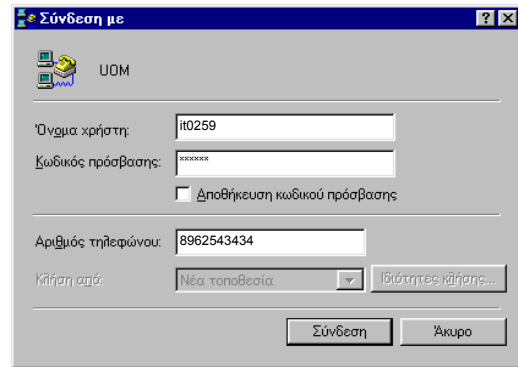 Σύνδεση με
UOM
Όνομα χρήστη: it0259
Κωδικός πρόσβασης: xxxxxx
Αποθήκευση κωδικού πρόσβασης
Αριθμός τηλεφώνου: 8962543434
Κλήση από: Νέα τοποθεσία Ιδιότητες κλήσης...
Σύνδεση Άκυρο